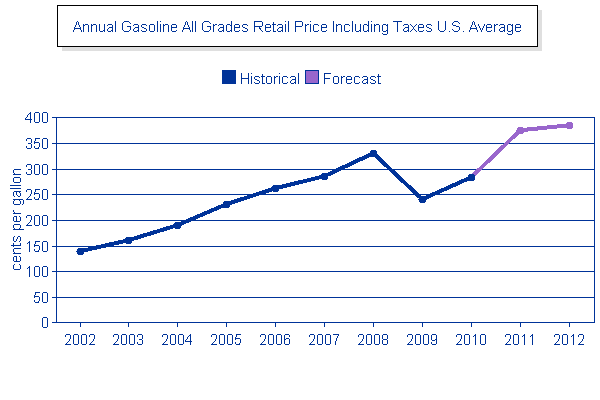 Annual Gasoline All Grades Retail Price Including Taxes U.S. Average
Historical Forecast
cents per gallon
400
350
300
250
200
150
100
50
0
2002 2003 2004 2005 2006 2007 2008 2009 2010 2011 2012